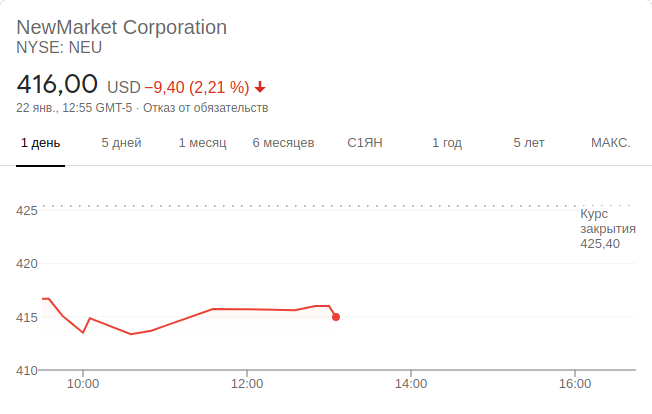 NewMarket Corporation
NYSE: NEU
416,00 USD −9,40 (2,21 %)
22 янв., 12:55 GMT-5 · Отказ от обязательств
1 день 5 дней 1 месяц 6 месяцев С1ЯН 1 год 5 лет МАКС.
425
Курс
закрытия
425,40
420
415
410
10:00 12:00 14:00 16:00